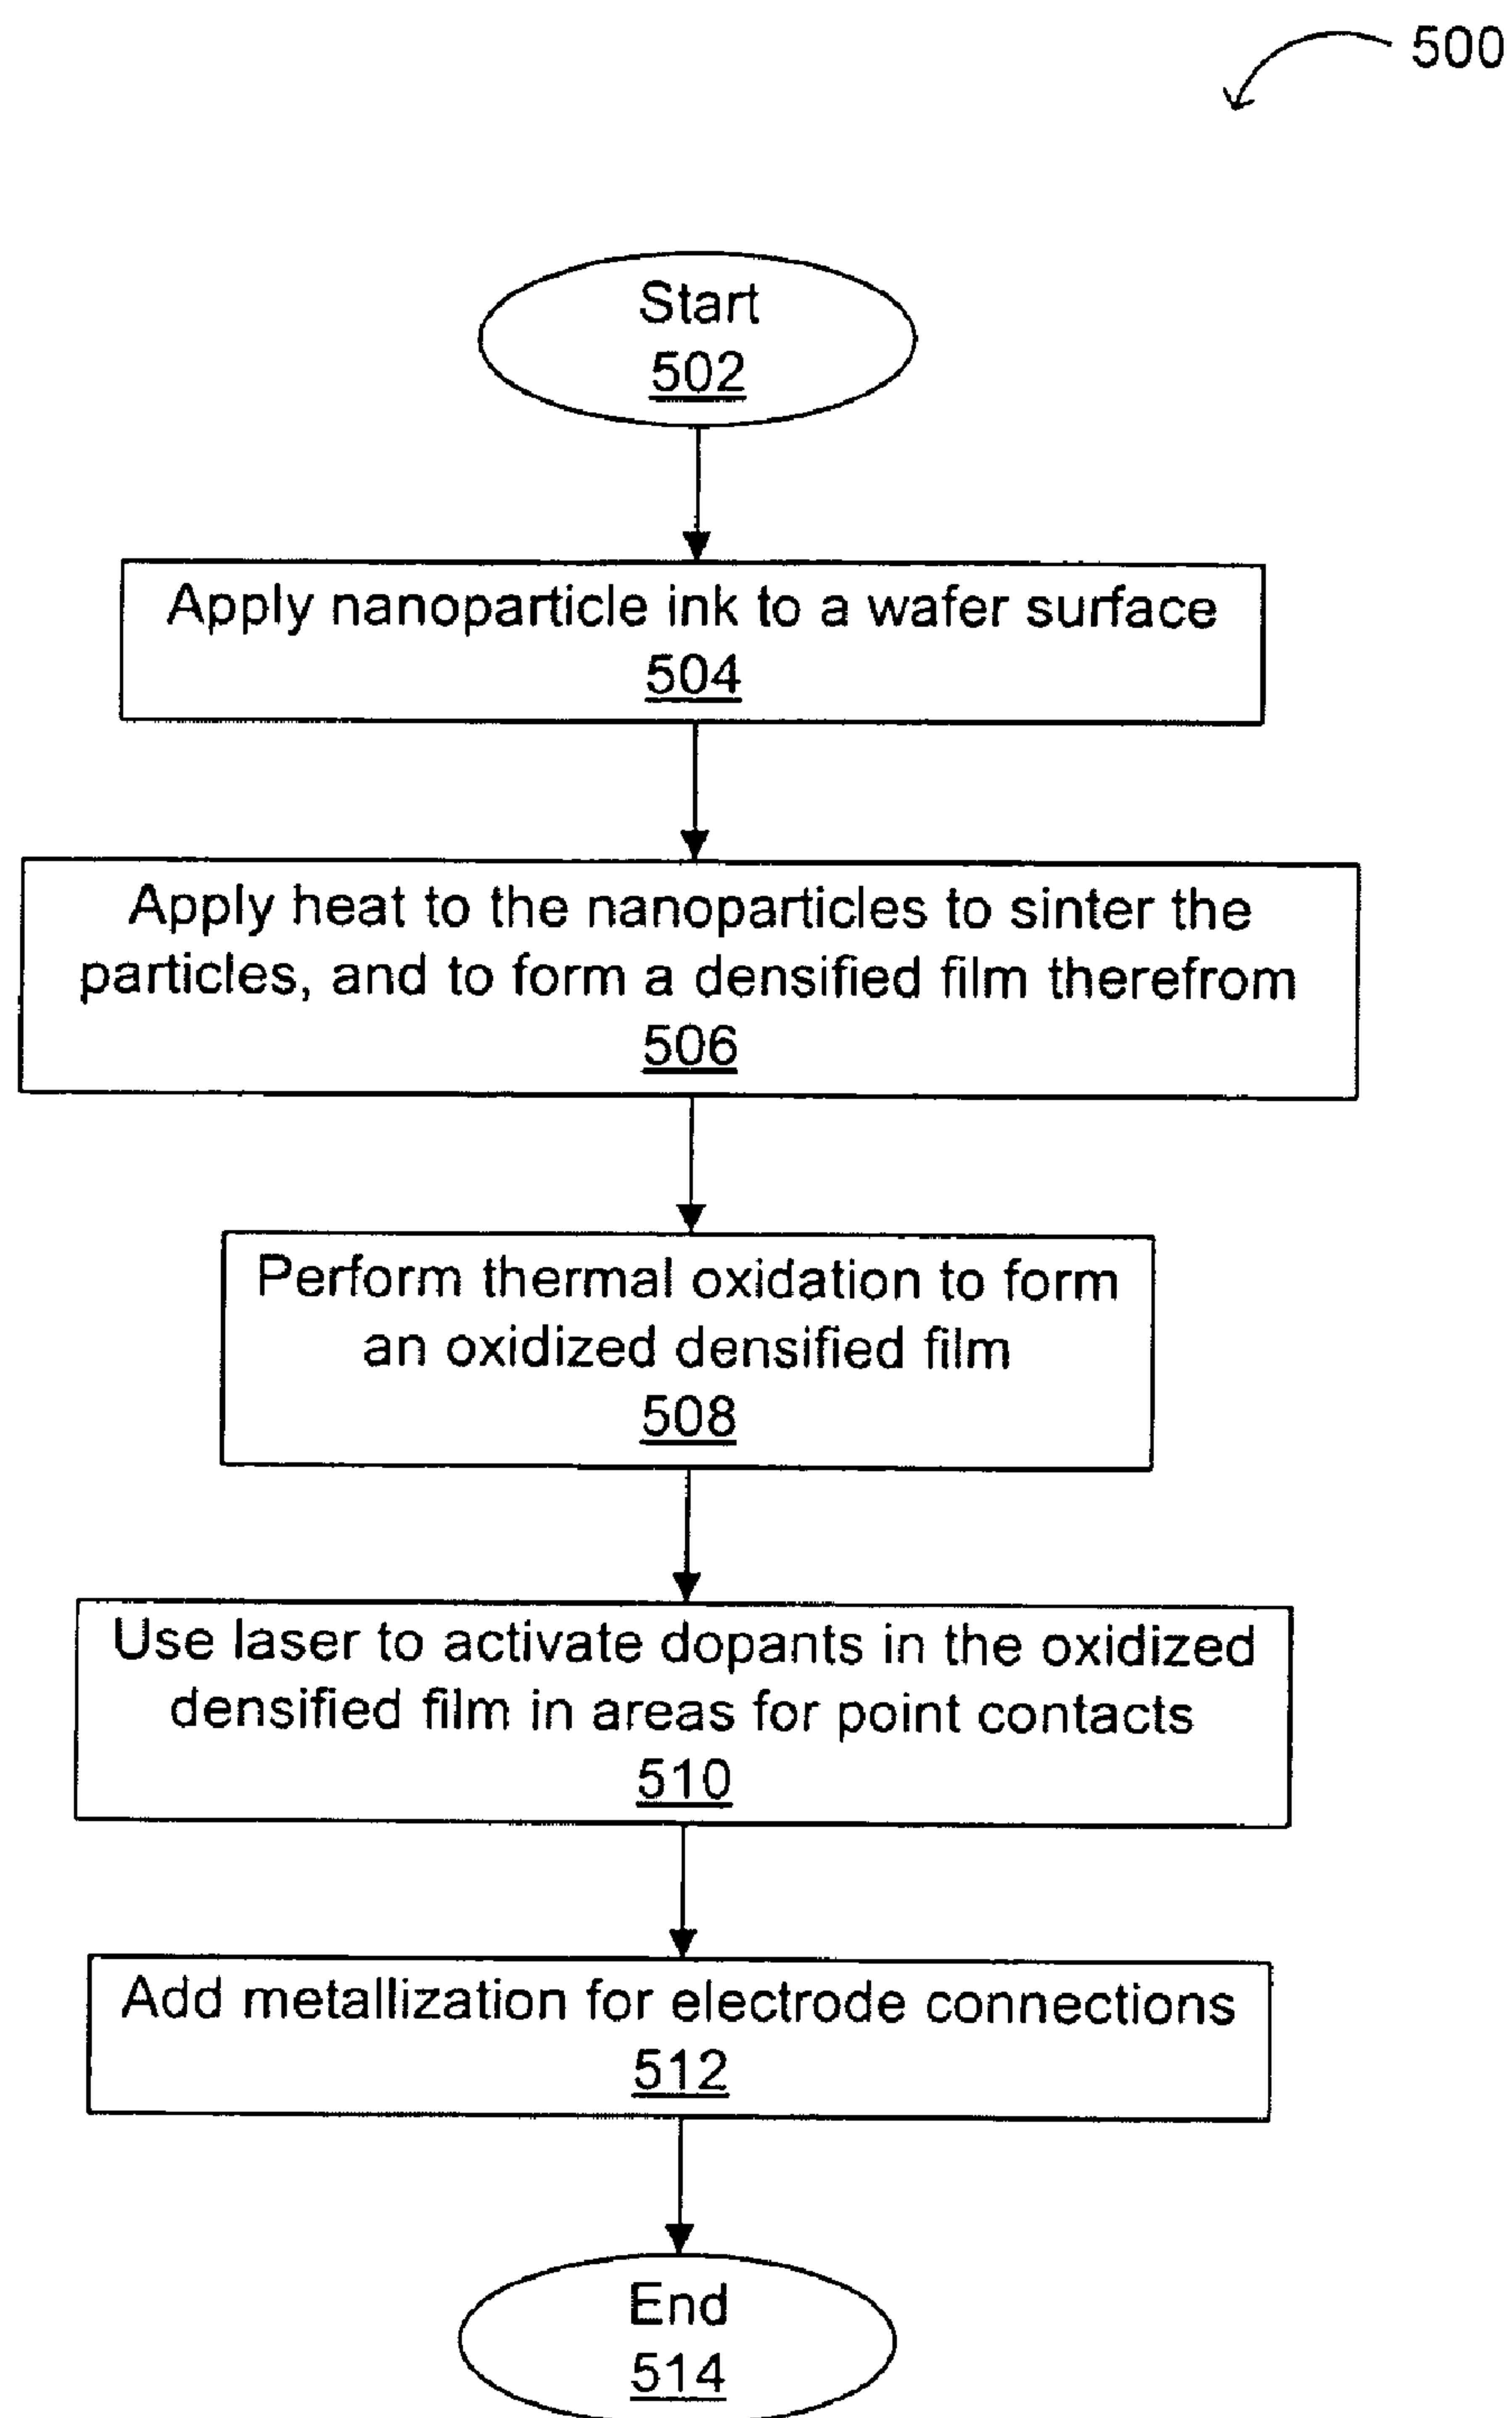 500
Start
502
Apply nanoparticle ink to a wafer surface
504
Apply heat to the nanoparticles to sinter the
particles, and to form a densified film therefrom
506
Perform thermal oxidation to form
an oxidized densified film
508
Use laser to activate dopants in the oxidized
densified film in areas for point contacts
510
Add metallization for electrode connections
512
End
514